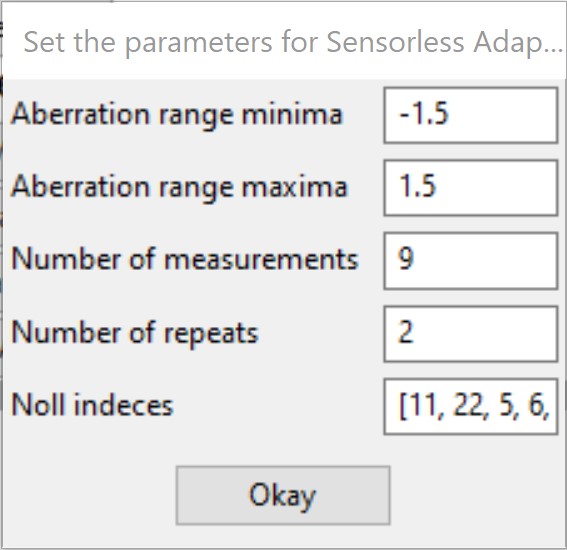 Set the parameters for Sensorless Adap...
Aberration range minima -1.5
Aberration range maxima 1.5
Number of measurements 9
Number of repeats 2
Noll indeces [11, 22, 5, 6,
Okay